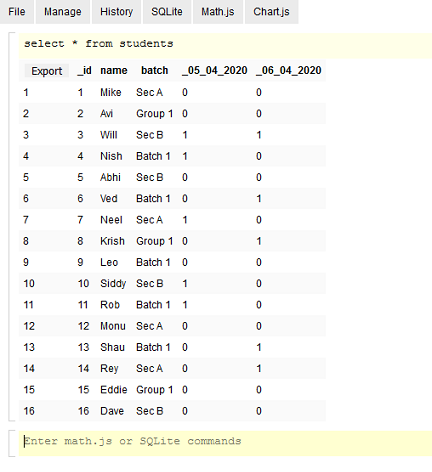 File Manage History SQLite Math.js Chart.js
select * from students
Export _id name batch _05_04_2020 _06_04_2020
1 1 Mike Sec A 0 0
2 2 Avi Group 1 0 0
3 3 Will Sec B 1 1
4 4 Nish Batch 1 1 0
5 5 Abhi Sec B 0 0
6 6 Ved Batch 1 0 1
7 7 Neel Sec A 1 0
8 8 Krish Group 1 0 1
9 9 Leo Batch 1 0 0
10 10 Siddy Sec B 1 0
11 11 Rob Batch 1 1 0
12 12 Monu Sec A 0 0
13 13 Shau Batch 1 0 1
14 14 Rey Sec A 0 1
15 15 Eddie Group 1 0 0
16 16 Dave Sec B 0 0
Enter math.js or SQLite commands